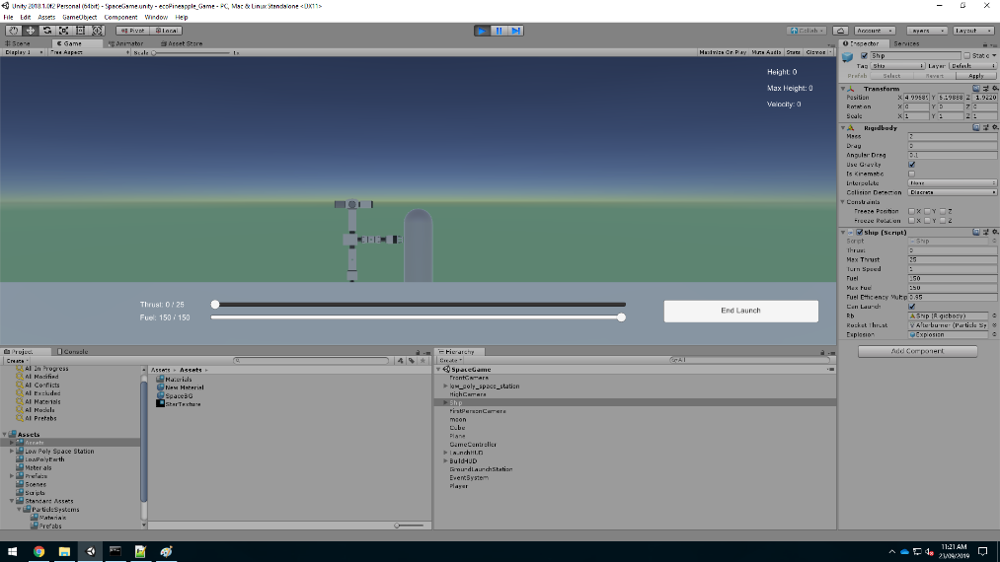 Unity 2018.1.0f2 Personal (64bit) - SpaceGame.unity - ecoPineapple_Game - PC, Mac & Linux Standalone <DX11>
File Edit Assets GameObject Component Window Help
Pivot Local Collab Account Layers Layout
Scene Game Animator Asset Store
Display 1 Free Aspect Scale 1x Maximize On Play Mute Audio Stats Gizmos
Height: 0
Max Height: 0
Velocity: 0
Thrust: 0 / 25
Fuel: 150 / 150
End Launch
Inspector Services
Ship Static
Tag Ship Layer Default
Prefab Select Revert Apply
Transform
Position X 4.99689 Y 6.19888 Z -1.9220
Rotation X 0 Y 0 Z 0
Scale X 1 Y 1 Z 1
Rigidbody
Mass 2
Drag 0
Angular Drag 0.1
Use Gravity
Is Kinematic
Interpolate None
Collision Detection Discrete
Constraints
Freeze Position X Y Z
Freeze Rotation X Y Z
Ship (Script)
Script Ship
Thrust 0
Max Thrust 25
Turn Speed 1
Fuel 150
Max Fuel 150
Fuel Efficiency Multip 0.95
Can Launch
Rb Ship (Rigidbody)
Rocket Thrust Afterburner (Particle Sy
Explosion Explosion
Add Component
Project Console
Create
All In Progress
All Modified
All Conflicts
All Excluded
All Materials
All Models
All Prefabs
Assets
Assets
Low Poly Space Station
LowPolyEarth
Materials
Prefabs
Scenes
Scripts
Standard Assets
ParticleSystems
Materials
Prefabs
Assets Assets
Materials
New Material
SpaceBG
StarTexture
Hierarchy
Create All
SpaceGame
FrontCamera
low_poly_space_station
HighCamera
Ship
FirstPersonCamera
moon
Cube
Plane
GameController
LaunchHUD
BuildHUD
GroundLaunchStation
EventSystem
Player
11:21 AM
23/09/2019